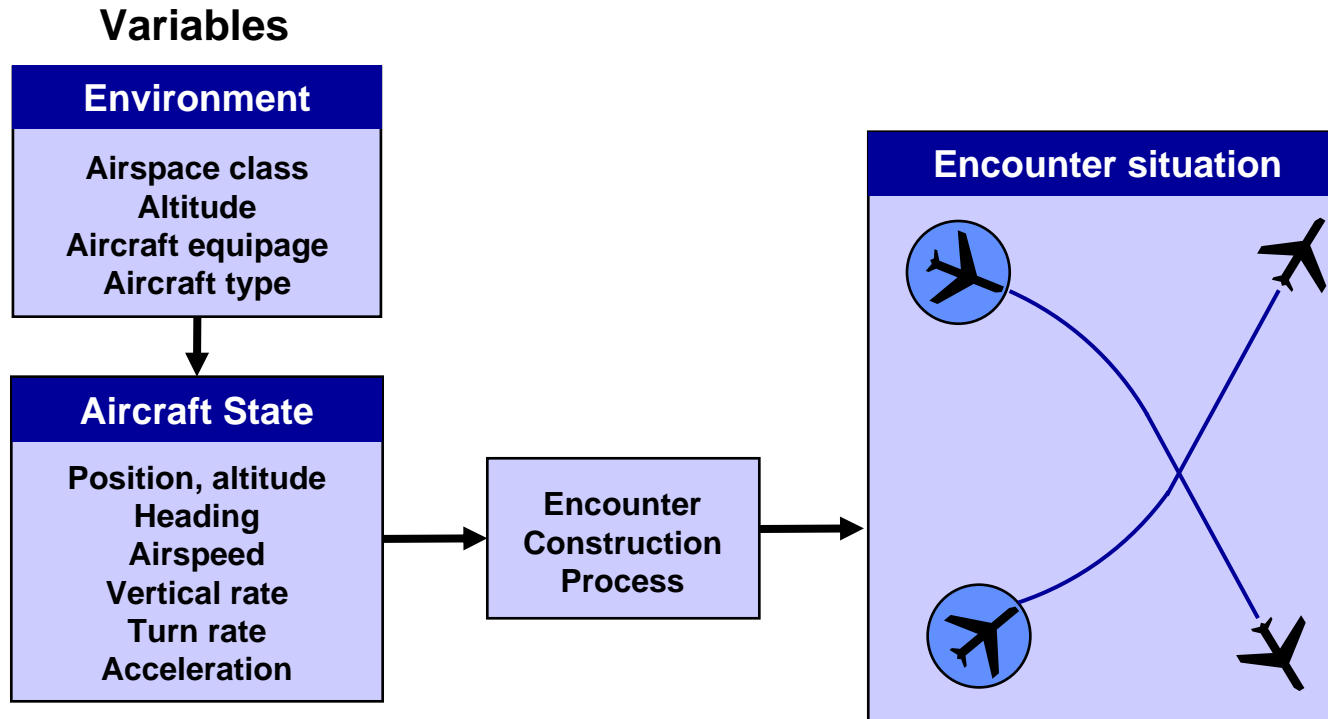 Variables
Environment
Airspace class
Altitude
Aircraft equipage
Aircraft type
Aircraft State
Position, altitude
Heading
Airspeed
Vertical rate
Turn rate
Acceleration
Encounter
Construction
Process
Encounter situation